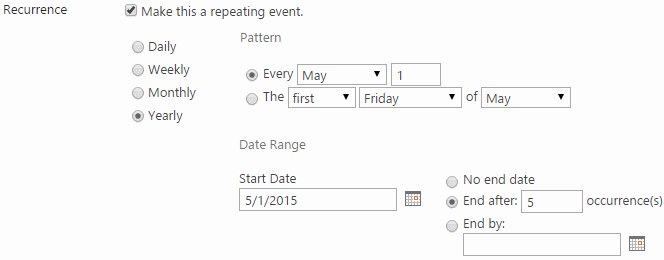 Recurrence Make this a repeating event.
Pattern
Daily
Weekly
Monthly
Yearly
Every May 1
The first Friday of May
Date Range
Start Date
5/1/2015
No end date
End after: 5 occurrence(s)
End by: